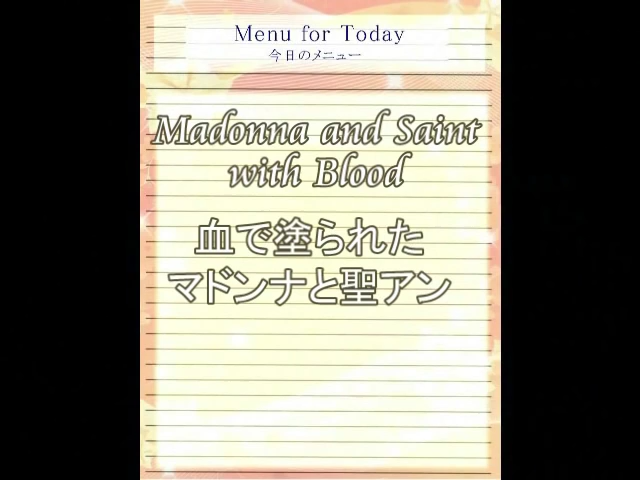 Menu for Today
今日のメニュー
Madonna and Saint
with Blood
血で塗られた
マドンナと聖アン